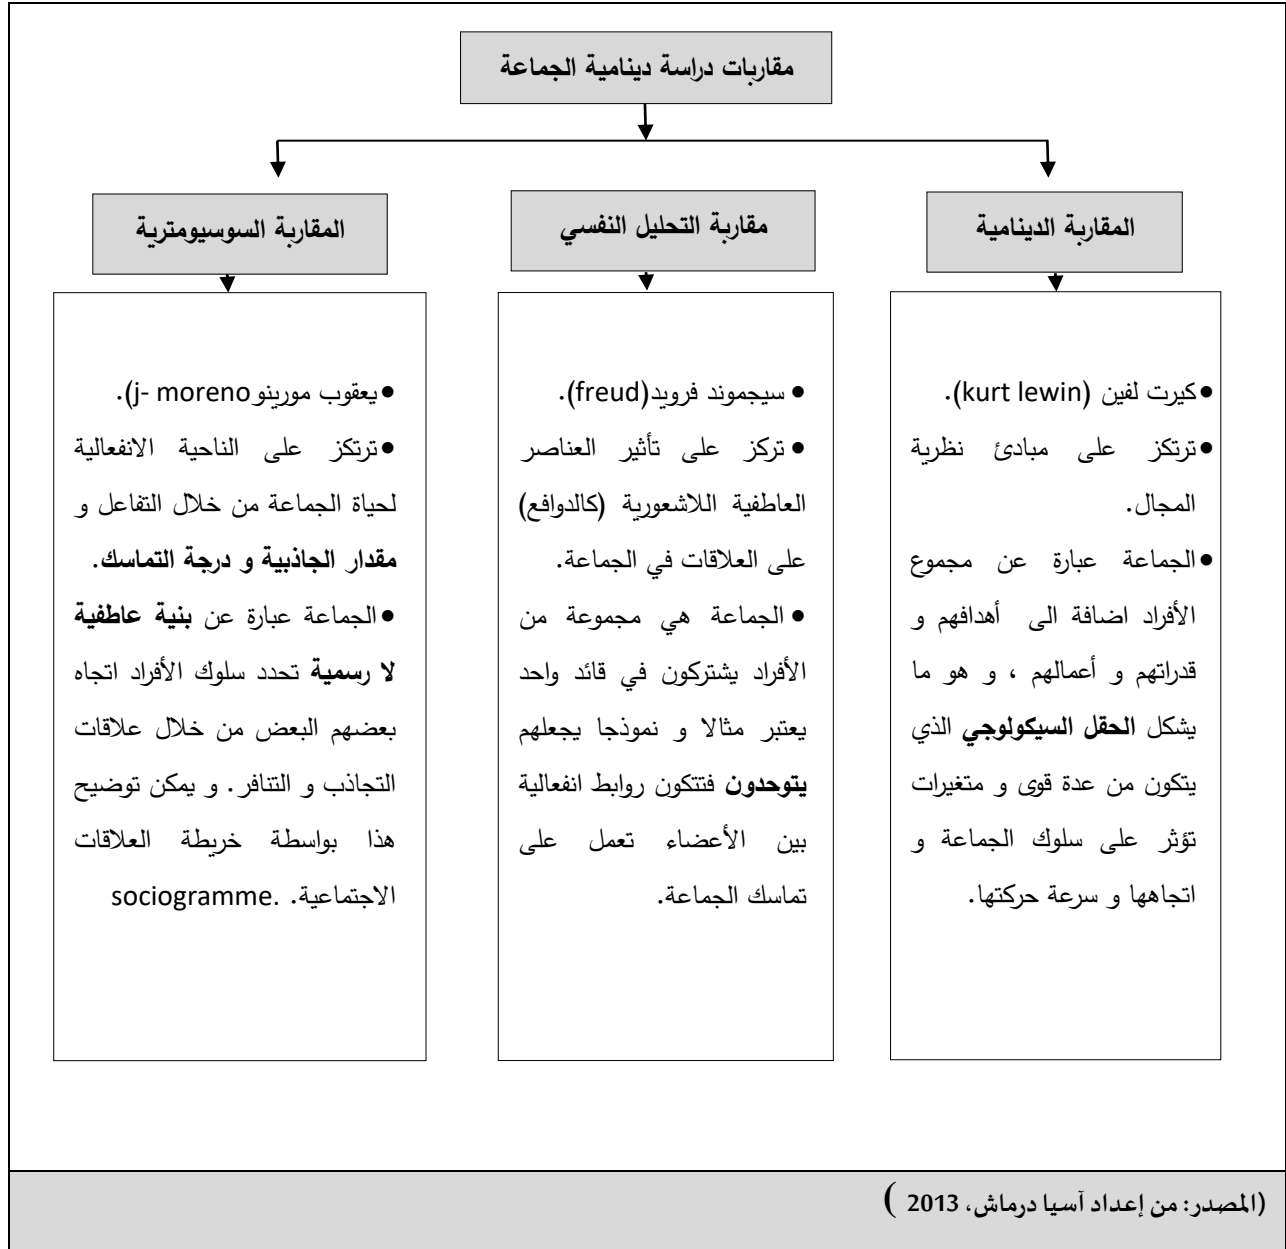 مقاربات دراسة دينامية الجماعة
المقاربة الدينامية
مقاربة التحليل النفسي
المقاربة السوسيومترية
•كيرت لفين (kurt lewin).
•ترتكز على مبادئ نظرية
المجال.
•الجماعة عبارة عن مجموع
الأفراد اضافة الى أهدافهم و
قدراتهم و أعمالهم ، و هو ما
يشكل الحقل السيكولوجي الذي
يتكون من عدة قوى و متغيرات
تؤثر على سلوك الجماعة و
اتجاهها و سرعة حركتها.
• سيجموند فرويد(freud).
• تركز على تأثير العناصر
العاطفية اللاشعورية (كالدوافع)
على العلاقات في الجماعة.
• الجماعة هي مجموعة من
الأفراد يشتركون في قائد واحد
يعتبر مثالا و نموذجا يجعلهم
يتوحدون فتتكون روابط انفعالية
بين الأعضاء تعمل على
تماسك الجماعة.
•يعقوب مورينو j- moreno).
•ترتكز على الناحية الانفعالية
لحياة الجماعة من خلال التفاعل و
مقدار الجاذبية و درجة التماسك.
•الجماعة عبارة عن بنية عاطفية
لا رسمية تحدد سلوك الأفراد اتجاه
بعضهم البعض من خلال علاقات
التجاذب و التنافر. و يمكن توضيح
هذا بواسطة خريطة العلاقات
الاجتماعية. .sociogramme
(المصدر: من إعداد آسيا درماش، 2013 )